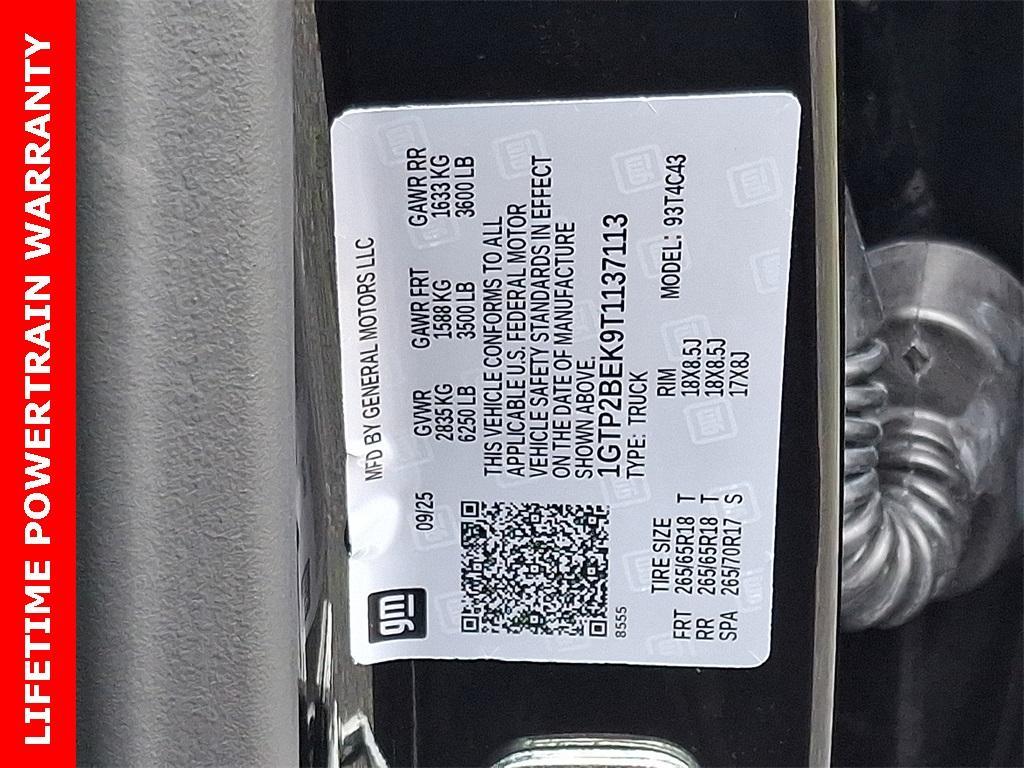 LIFETIME POWERTRAIN WARRANTY
gm
MFD BY GENERAL MOTORS LLC
09/25
GVWR GAWR FRT GAWR RR
2835 KG 1588 KG 1633 KG
6250 LB 3500 LB 3600 LB
THIS VEHICLE CONFORMS TO ALL
APPLICABLE U.S. FEDERAL MOTOR
VEHICLE SAFETY STANDARDS IN EFFECT
ON THE DATE OF MANUFACTURE
SHOWN ABOVE.
1GTP2BEK9T1137113
8555
TYPE: TRUCK
TIRE SIZE RIM MODEL: 93T4C43
FRT 265/65R18 T 18X8.5J
RR 265/65R18 T 18X8.5J
SPA 265/70R17 S 17X8J